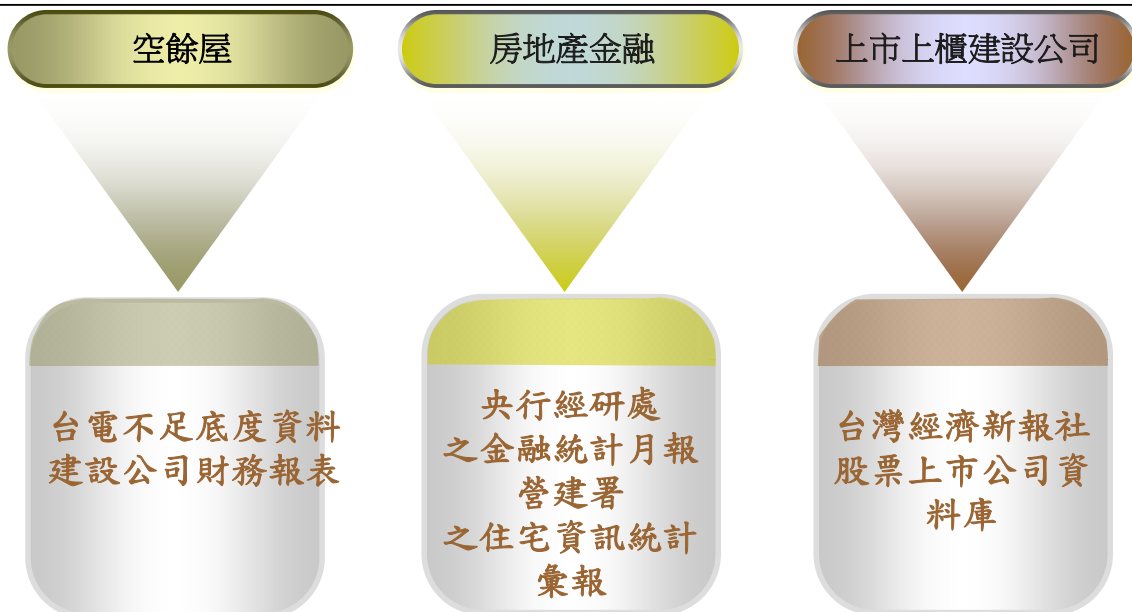 空餘屋
房地產金融
上市上櫃建設公司
台電不足底度資料
建設公司財務報表
央行經研處
之金融統計月報
營建署
之住宅資訊統計
彙報
台灣經濟新報社
股票上市公司資
料庫